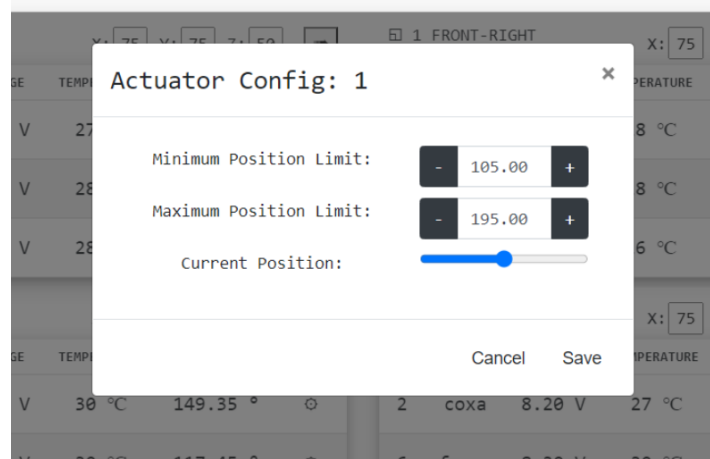 1 FRONT-RIGHT
X: 75 Y: 75 Z: 50
X: 75
Actuator Config: 1 ×
GE TEMP PERATURE
V 27 8 °C
V 28 8 °C
V 28 6 °C
Minimum Position Limit: - 105.00 +
Maximum Position Limit: - 195.00 +
Current Position:
X: 75
Cancel Save
GE TEMP MPERATURE
V 30 °C 149.35 ° 2 coxa 8.20 V 27 °C